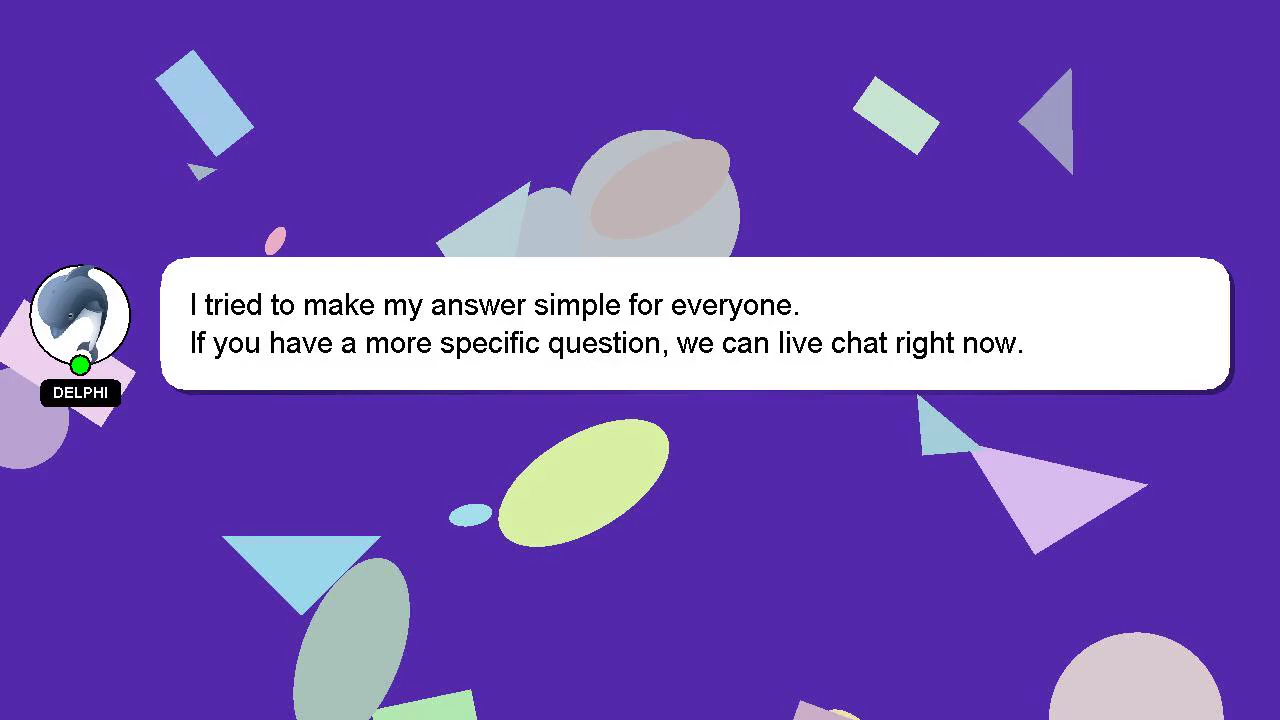 I tried to make my answer simple for everyone.
If you have a more specific question, we can live chat right now.
DELPHI